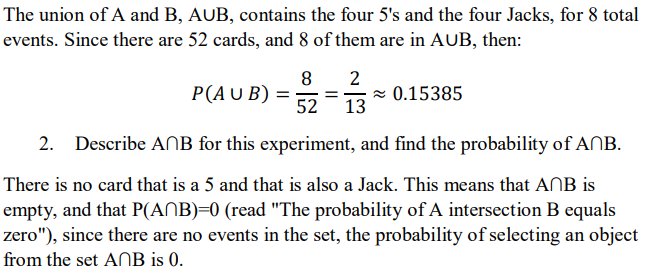 The union of A and B, A∪B, contains the four 5's and the four Jacks, for 8 total
events. Since there are 52 cards, and 8 of them are in A∪B, then:
P(A ∪ B) = 8/52 = 2/13 ≈ 0.15385
2. Describe A∩B for this experiment, and find the probability of A∩B.
There is no card that is a 5 and that is also a Jack. This means that A∩B is
empty, and that P(A∩B)=0 (read "The probability of A intersection B equals
zero"), since there are no events in the set, the probability of selecting an object
from the set A∩B is 0.